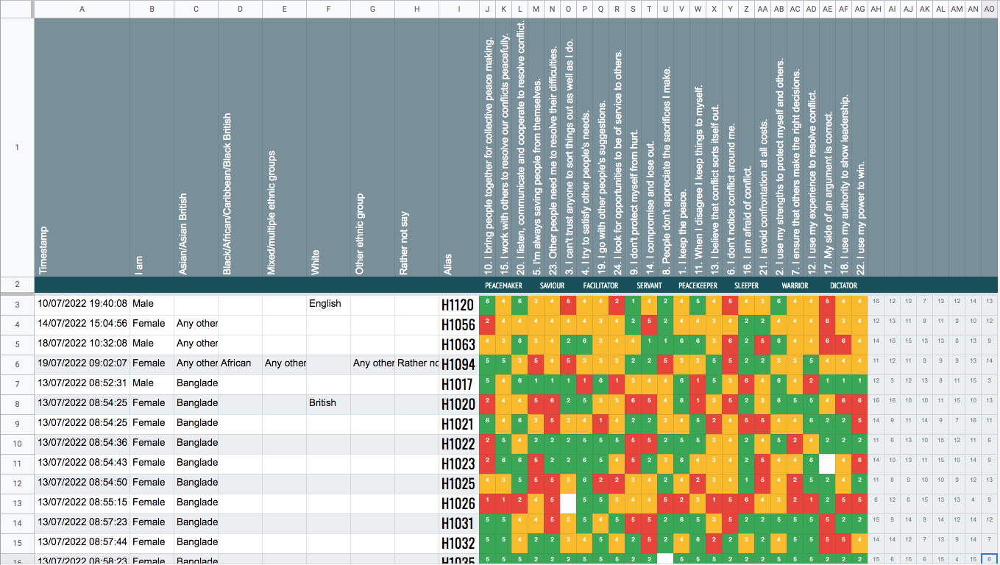 A B C D E F G H I J K L M N O P Q R S T U V W X Y Z AA AB AC AD AE AF AG AH AI AJ AK AL AM AN AO
1
Timestamp
I am
Asian/Asian British
Black/African/Caribbean/Black British
Mixed/multiple ethnic groups
White
Other ethnic group
Rather not say
Alias
10. I bring people together for collective peace making.
15. I work with others to resolve our conflicts peacefully.
20. I listen, communicate and cooperate to resolve conflict.
5. I'm always saving people from themselves.
23. Other people need me to resolve their difficulties.
3. I can't trust anyone to sort things out as well as I do.
4. I try to satisfy other people's needs.
19. I go with other people's suggestions.
24. I look for opportunities to be of service to others.
9. I don't protect myself from hurt.
14. I compromise and lose out.
8. People don't appreciate the sacrifices I make.
1. I keep the peace.
11. When I disagree I keep things to myself.
13. I believe that conflict sorts itself out.
6. I don't notice conflict around me.
16. I am afraid of conflict.
21. I avoid confrontation at all costs.
2. I use my strengths to protect myself and others.
7. I ensure that others make the right decisions.
12. I use my experience to resolve conflict.
17. My side of an argument is correct.
18. I use my authority to show leadership.
22. I use my power to win.
2 PEACEMAKER SAVIOUR FACILITATOR SERVANT PEACEKEEPER SLEEPER WARRIOR DICTATOR
3 10/07/2022 19:40:08 Male English H1120 6 4 6 3 4 5 4 4 2 1 4 2 4 5 4 5 4 3 6 4 4 5 4 4 16 12 10 7 13 12 14 13
4 14/07/2022 15:04:56 Female Any other H1056 2 4 4 4 4 4 4 3 4 2 5 2 4 4 3 4 2 2 4 4 4 6 3 4 12 13 11 8 11 9 10 12
5 18/07/2022 10:32:08 Male Any other H1063 4 3 6 3 4 2 6 3 4 4 1 1 6 6 3 6 2 5 6 4 4 6 6 4 14 16 15 13 13 6 13 9
6 19/07/2022 09:02:07 Female Any other African Any other Any other Rather no H1094 5 5 3 5 4 5 3 3 3 2 2 5 3 3 5 5 2 2 3 3 5 4 4 4 11 12 11 9 9 9 13 14
7 13/07/2022 08:52:31 Male Banglade H1017 5 4 6 1 1 1 1 6 1 3 4 4 6 1 5 3 6 4 6 4 2 1 1 1 12 3 12 13 8 11 15 3
8 13/07/2022 08:54:25 Female Banglade British H1020 2 4 4 5 6 2 5 3 3 6 5 4 6 1 3 5 2 3 6 5 5 4 6 6 16 16 10 10 11 15 10 13
9 13/07/2022 08:54:25 Female Banglade H1021 6 4 6 3 5 3 4 1 4 2 2 3 4 5 2 4 5 5 4 4 6 2 2 5 14 9 11 14 9 7 16 11
10 13/07/2022 08:54:36 Female Banglade H1022 2 5 4 2 2 2 5 5 5 5 5 2 5 5 3 4 2 4 5 2 4 2 2 2 11 6 13 10 15 12 11 6
11 13/07/2022 08:54:43 Female Banglade H1023 2 6 6 5 2 2 6 5 4 5 2 3 6 4 3 4 2 5 4 4 6 4 6 14 10 13 11 15 10 14 9
12 13/07/2022 08:54:50 Female Banglade H1025 4 3 5 5 5 3 6 2 2 3 4 2 4 2 3 4 1 5 4 2 5 2 4 2 11 8 9 10 10 9 12 13
13 13/07/2022 08:55:15 Female Banglade H1026 1 1 2 4 5 5 5 3 4 4 5 2 3 1 5 6 4 3 2 1 2 5 5 6 12 6 15 13 4 4 9
14 13/07/2022 08:57:23 Female Banglade H1031 5 5 4 4 5 3 5 4 5 5 5 2 6 5 3 5 2 2 5 5 5 5 2 2 15 9 14 9 14 12 14 12
15 13/07/2022 08:57:44 Female Banglade H1032 5 5 4 2 2 3 4 5 4 2 5 2 4 6 2 2 3 2 4 5 5 5 5 4 14 14 12 7 13 9 14 7
16 13/07/2022 08:58:23 Female Banglade H1035 5 5 5 2 2 2 5 5 5 2 2 5 5 5 2 2 2 5 5 5 2 2 2 15 6 15 6 15 4 15 6